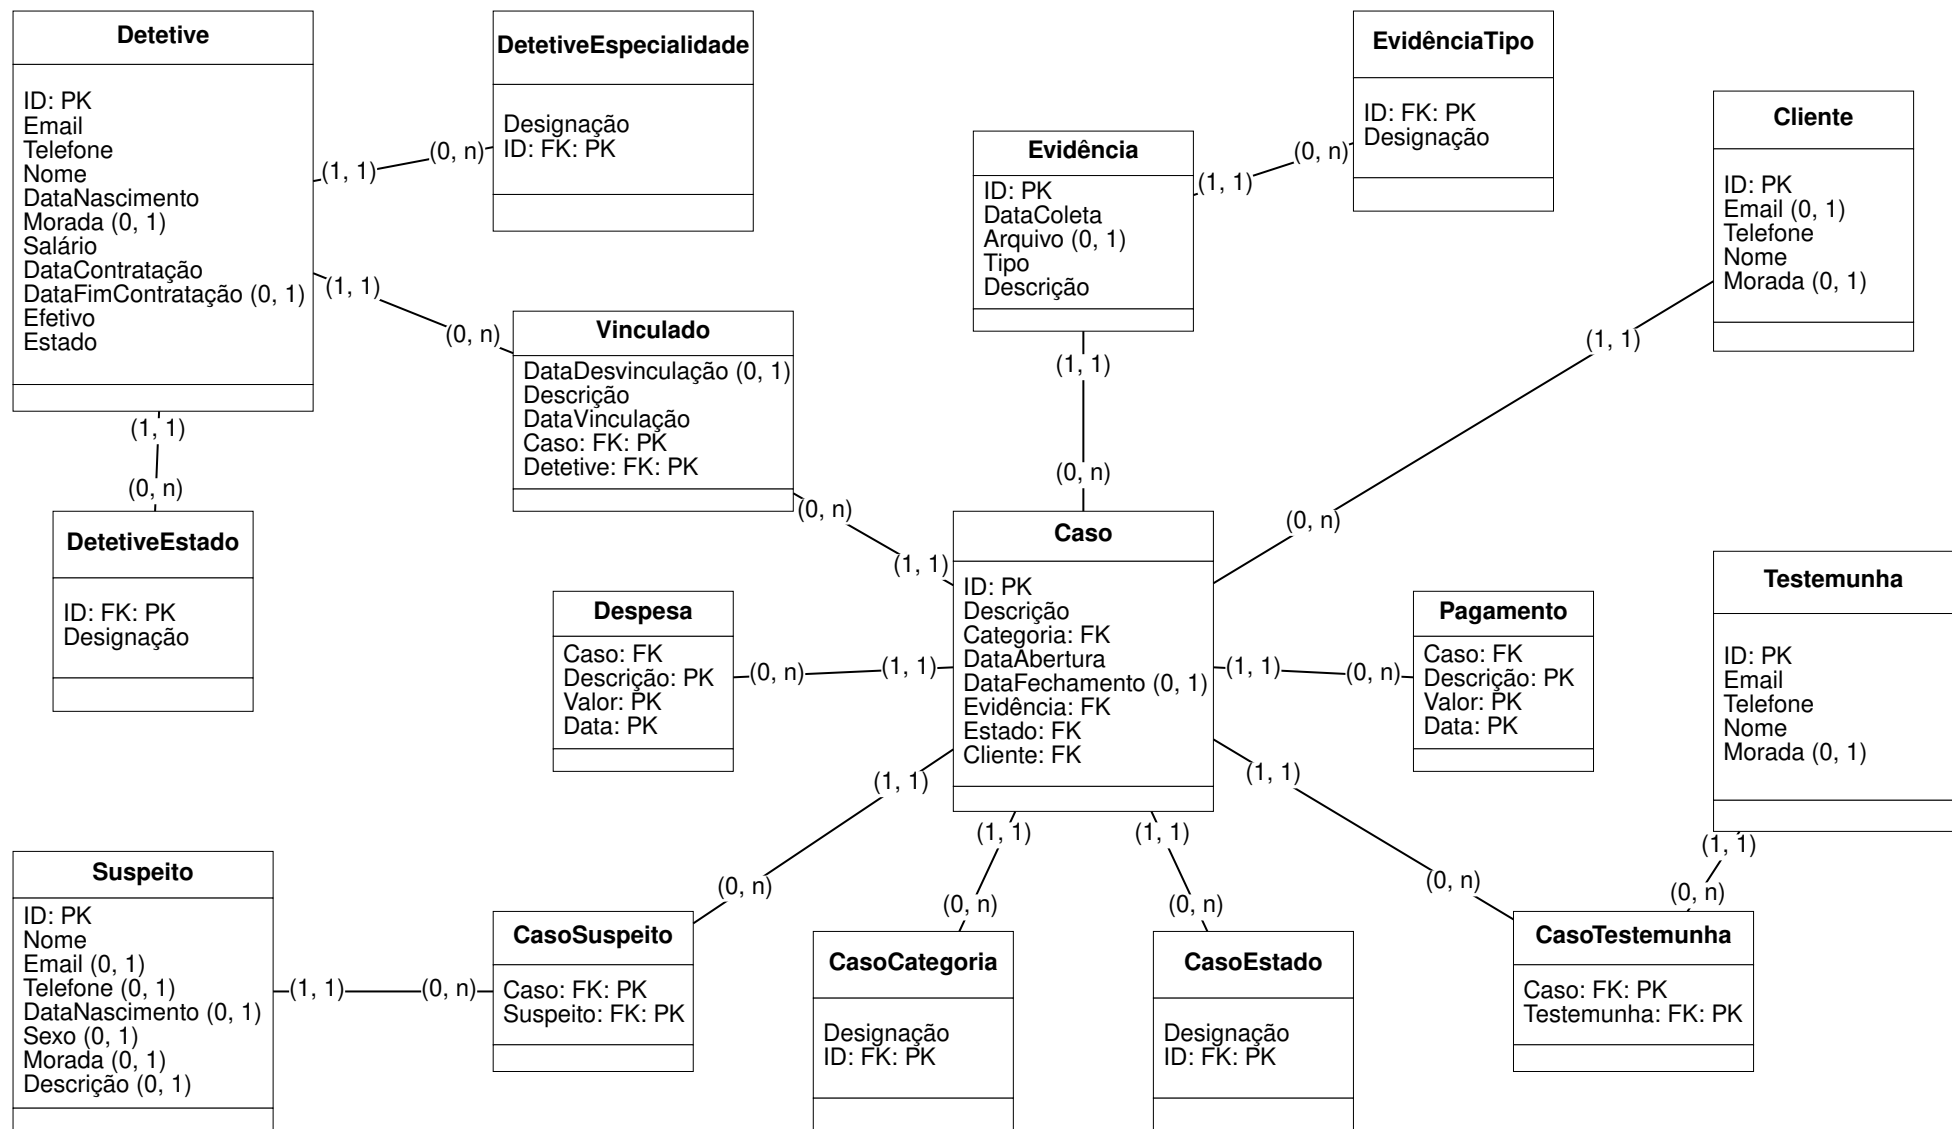 Detetive
ID: PK
Email
Telefone
Nome
DataNascimento
Morada (0, 1)
Salário
DataContratação
DataFimContratação (0, 1)
Efetivo
Estado
(1, 1)
(0, n)
DetetiveEspecialidade
Designação
ID: FK: PK
(1, 1)
(0, n)
Vinculado
DataDesvinculação (0, 1)
Descrição
DataVinculação
Caso: FK: PK
Detetive: FK: PK
(1, 1)
(0, n)
DetetiveEstado
ID: FK: PK
Designação
(0, n)
(1, 1)
EvidênciaTipo
ID: FK: PK
Designação
(0, n)
(1, 1)
Evidência
ID: PK
DataColeta
Arquivo (0, 1)
Tipo
Descrição
(1, 1)
(0, n)
Cliente
ID: PK
Email (0, 1)
Telefone
Nome
Morada (0, 1)
(1, 1)
(0, n)
Caso
ID: PK
Descrição
Categoria: FK
DataAbertura
DataFechamento (0, 1)
Evidência: FK
Estado: FK
Cliente: FK
Despesa
Caso: FK
Descrição: PK
Valor: PK
Data: PK
(0, n)
(1, 1)
(1, 1)
(0, n)
Pagamento
Caso: FK
Descrição: PK
Valor: PK
Data: PK
Testemunha
ID: PK
Email
Telefone
Nome
Morada (0, 1)
(1, 1)
(0, n)
(1, 1)
(0, n)
(1, 1)
(0, n)
(1, 1)
(0, n)
(1, 1)
(0, n)
Suspeito
ID: PK
Nome
Email (0, 1)
Telefone (0, 1)
DataNascimento (0, 1)
Sexo (0, 1)
Morada (0, 1)
Descrição (0, 1)
(1, 1)
(0, n)
CasoSuspeito
Caso: FK: PK
Suspeito: FK: PK
CasoCategoria
Designação
ID: FK: PK
CasoEstado
Designação
ID: FK: PK
CasoTestemunha
Caso: FK: PK
Testemunha: FK: PK